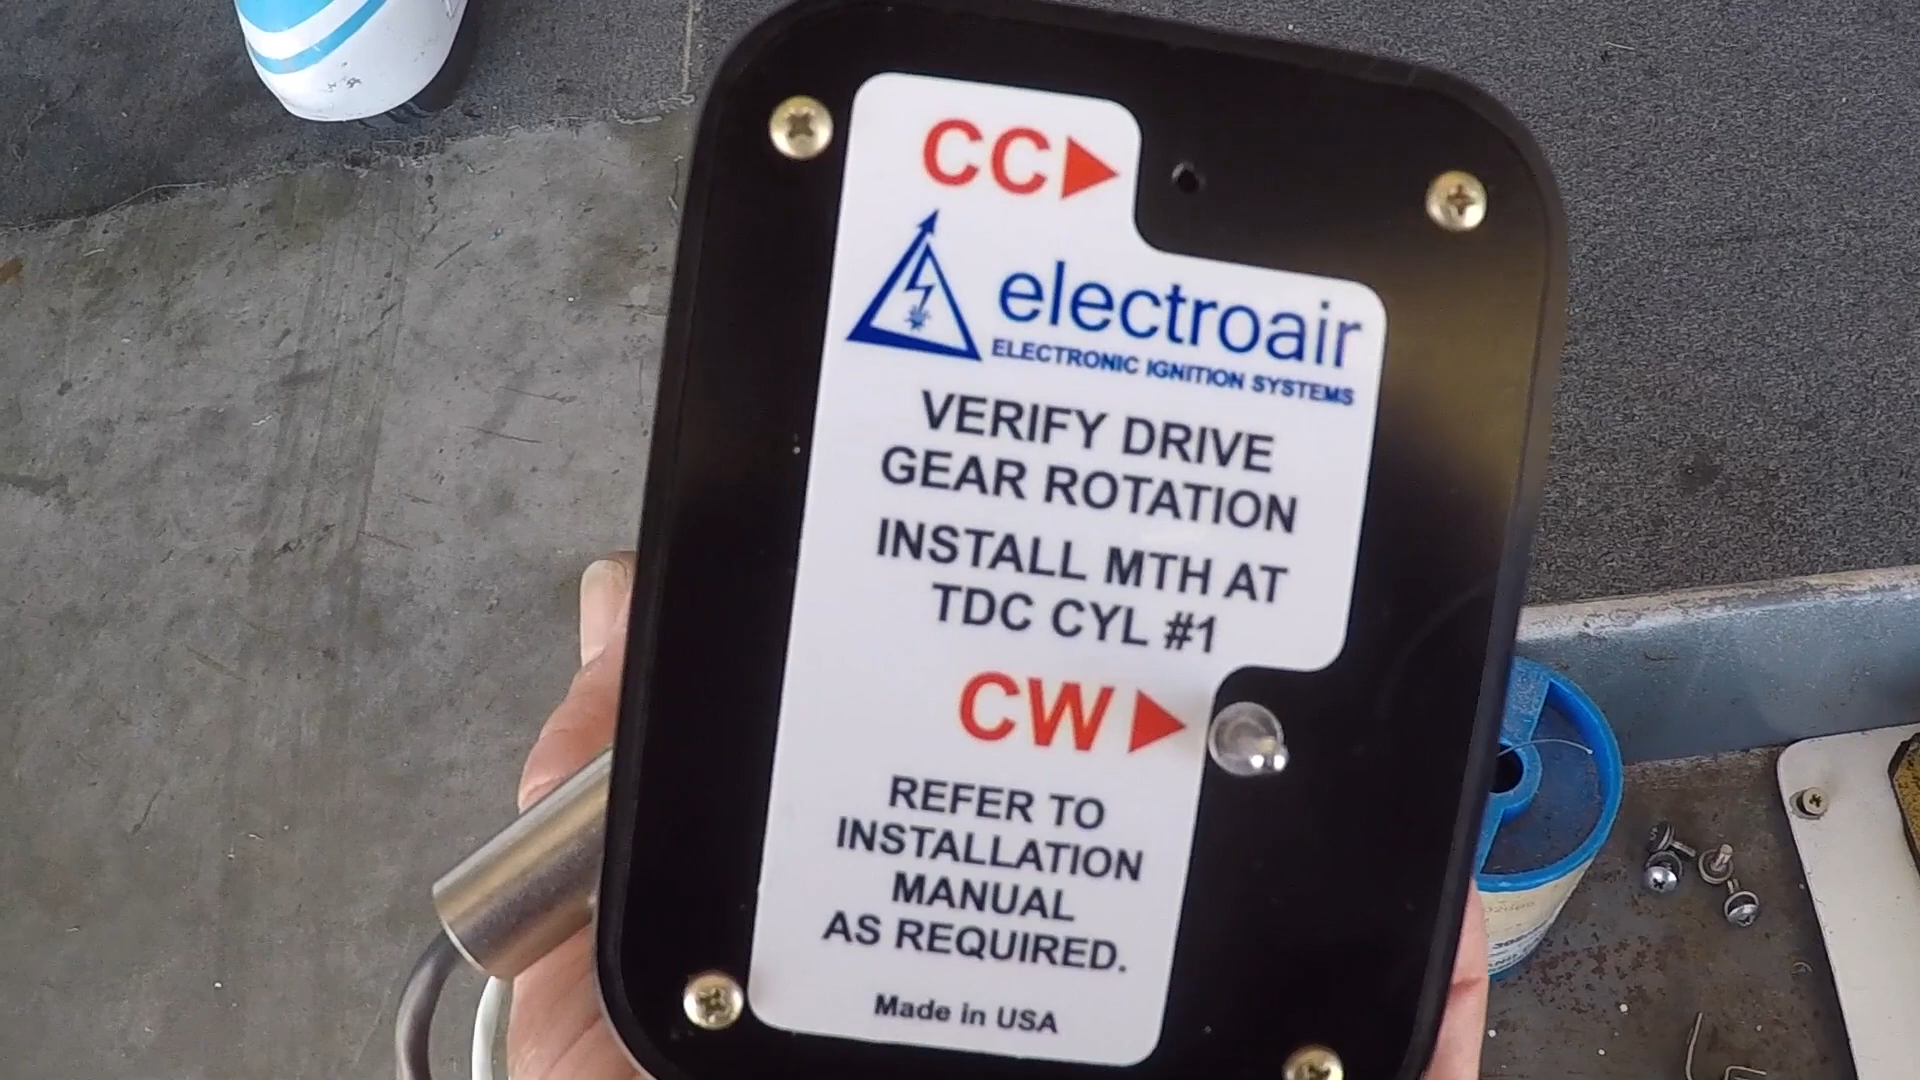 CC
electroair
ELECTRONIC IGNITION SYSTEMS
VERIFY DRIVE
GEAR ROTATION
INSTALL MTH AT
TDC CYL #1
CW
REFER TO
INSTALLATION
MANUAL
AS REQUIRED.
Made in USA